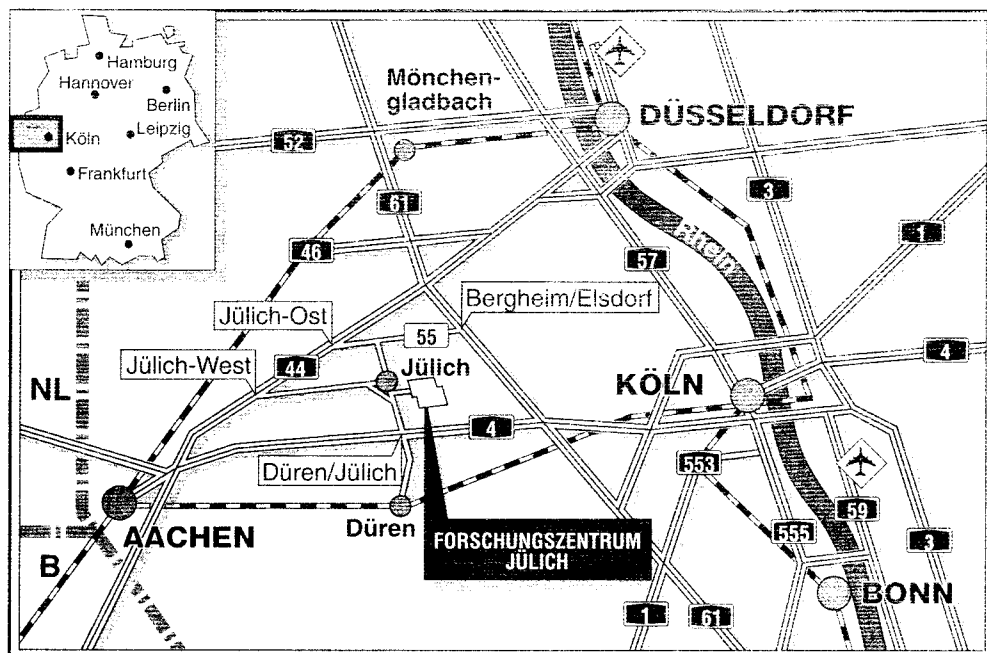 Hamburg
Hannover
Berlin
Köln
Leipzig
Frankfurt
München
Mönchen-
gladbach
DÜSSELDORF
52
61
3
1
46
57
Rhein
Bergheim/Elsdorf
Jülich-Ost
55
Jülich-West
44
Jülich
4
NL
KÖLN
4
Düren/Jülich
553
AACHEN
Düren
FORSCHUNGSZENTRUM
JÜLICH
59
555
3
B
BONN
1
61